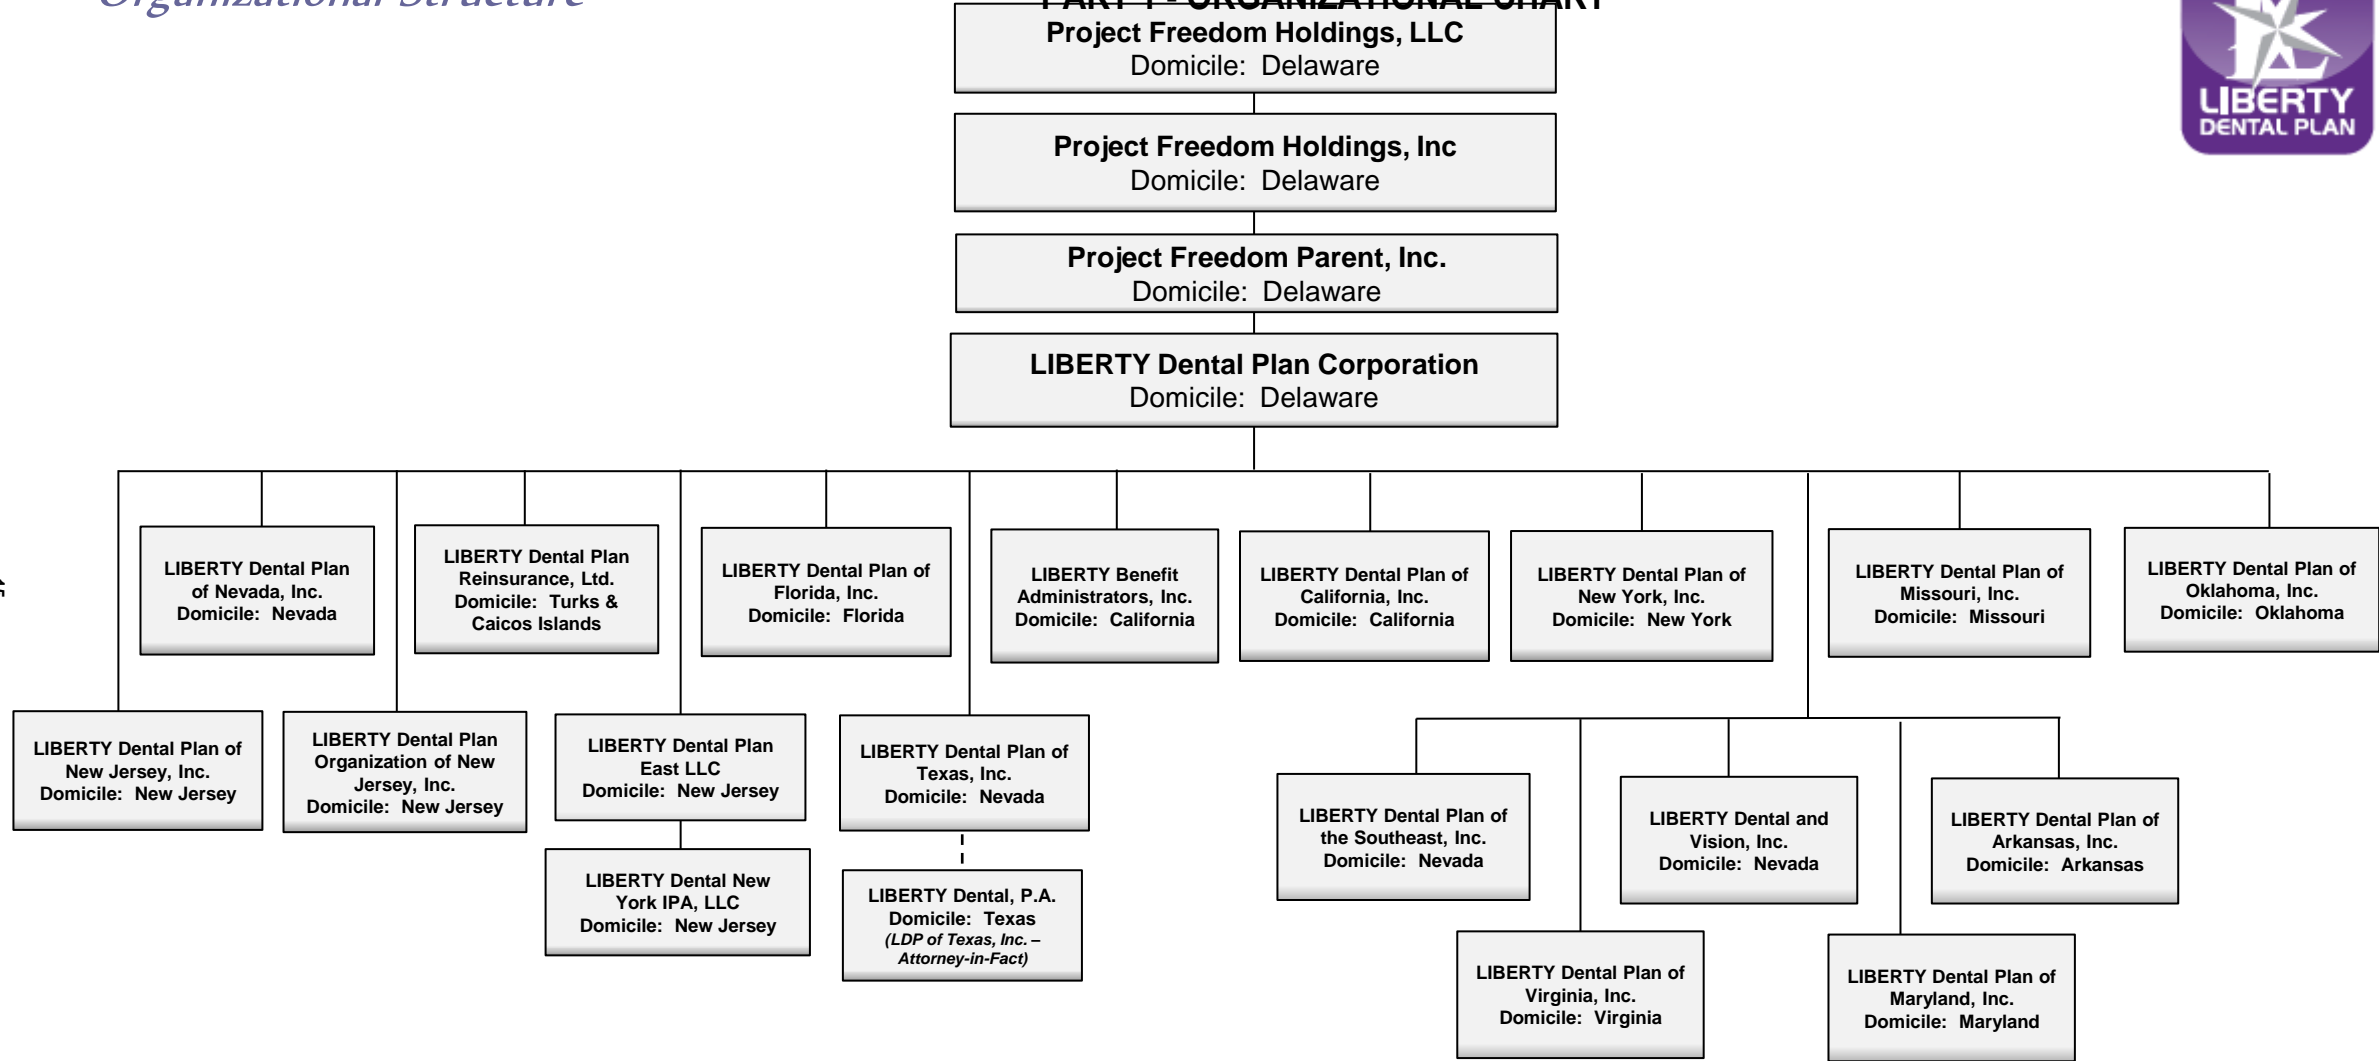 Organizational Structure
PART 1 - ORGANIZATIONAL CHART
LIBERTY
DENTAL PLAN
Project Freedom Holdings, LLC
Domicile: Delaware
Project Freedom Holdings, Inc
Domicile: Delaware
Project Freedom Parent, Inc.
Domicile: Delaware
LIBERTY Dental Plan Corporation
Domicile: Delaware
LIBERTY Dental Plan
of Nevada, Inc.
Domicile: Nevada
LIBERTY Dental Plan
Reinsurance, Ltd.
Domicile: Turks &
Caicos Islands
LIBERTY Dental Plan of
Florida, Inc.
Domicile: Florida
LIBERTY Benefit
Administrators, Inc.
Domicile: California
LIBERTY Dental Plan of
California, Inc.
Domicile: California
LIBERTY Dental Plan of
New York, Inc.
Domicile: New York
LIBERTY Dental Plan of
Missouri, Inc.
Domicile: Missouri
LIBERTY Dental Plan of
Oklahoma, Inc.
Domicile: Oklahoma
LIBERTY Dental Plan of
New Jersey, Inc.
Domicile: New Jersey
LIBERTY Dental Plan
Organization of New
Jersey, Inc.
Domicile: New Jersey
LIBERTY Dental Plan
East LLC
Domicile: New Jersey
LIBERTY Dental Plan of
Texas, Inc.
Domicile: Nevada
LIBERTY Dental New
York IPA, LLC
Domicile: New Jersey
LIBERTY Dental, P.A.
Domicile: Texas
(LDP of Texas, Inc. –
Attorney-in-Fact)
LIBERTY Dental Plan of
the Southeast, Inc.
Domicile: Nevada
LIBERTY Dental and
Vision, Inc.
Domicile: Nevada
LIBERTY Dental Plan of
Arkansas, Inc.
Domicile: Arkansas
LIBERTY Dental Plan of
Virginia, Inc.
Domicile: Virginia
LIBERTY Dental Plan of
Maryland, Inc.
Domicile: Maryland